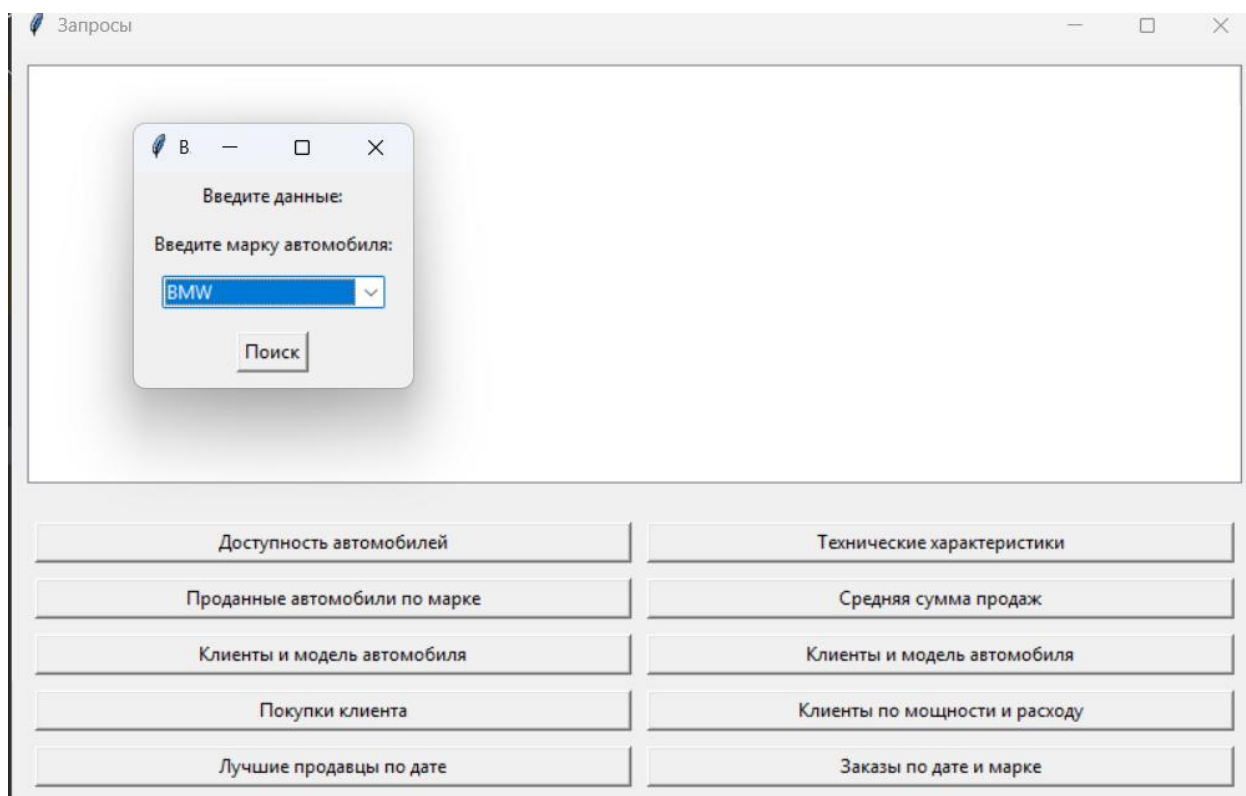 Запросы
В
Введите данные:
Введите марку автомобиля:
BMW
Поиск
Доступность автомобилей
Технические характеристики
Проданные автомобили по марке
Средняя сумма продаж
Клиенты и модель автомобиля
Клиенты и модель автомобиля
Покупки клиента
Клиенты по мощности и расходу
Лучшие продавцы по дате
Заказы по дате и марке